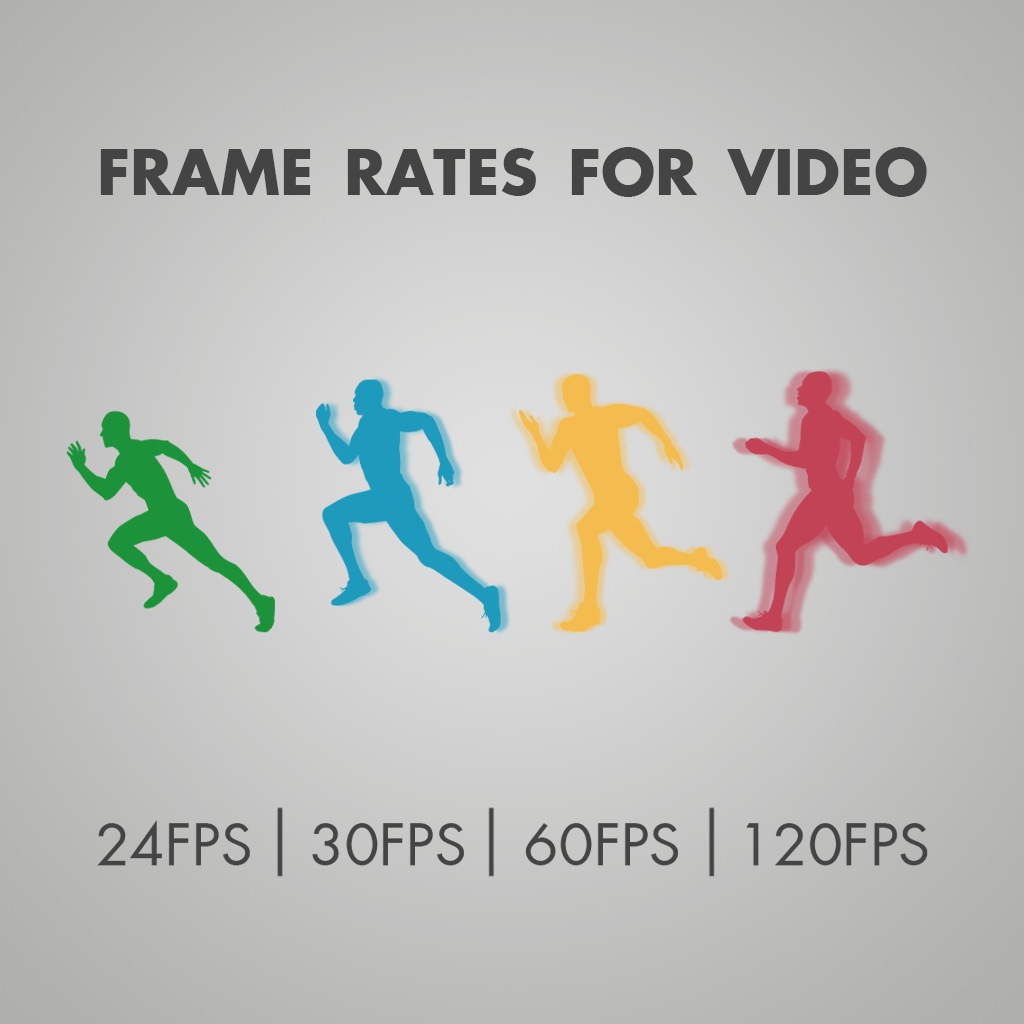 FRAME RATES FOR VIDEO
24FPS | 30FPS | 60FPS | 120FPS